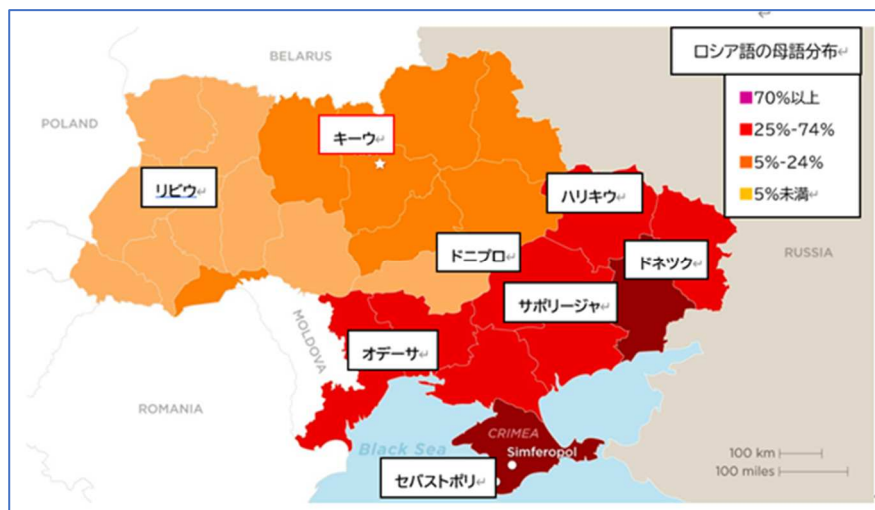 BELARUS
ロシア語の母語分布
70%以上
25%-74%
5%-24%
5%未満
POLAND
キーウ
リビウ
ハリキウ
ドニプロ
ドネツク
RUSSIA
サポリージャ
MOLDOVA
オデーサ
ROMANIA
CRIMEA
Black Sea
Simferopol
100 km
100 miles
セバストポリ